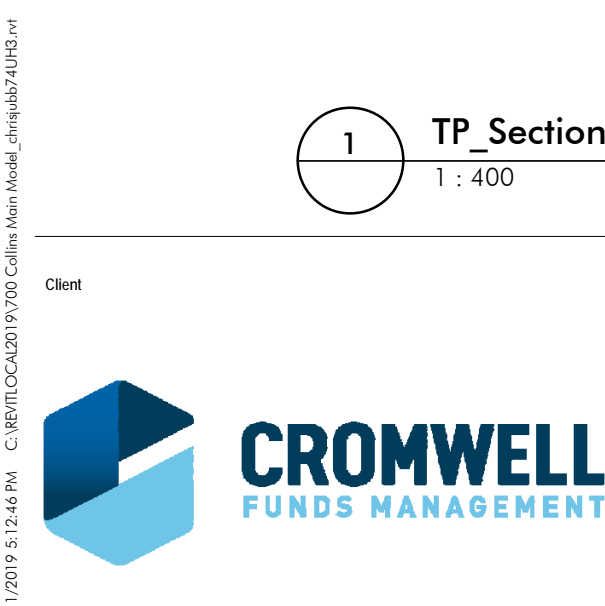 1/2019 5:12:46 PM C:\REVITLOCAL2019\700 Collins Main Model_chrisjubb74UH3.rvt
1
TP_Section
1 : 400
Client
CROMWELL
FUNDS MANAGEMENT